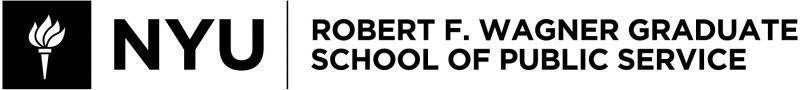 NYU
ROBERT F. WAGNER GRADUATE
SCHOOL OF PUBLIC SERVICE